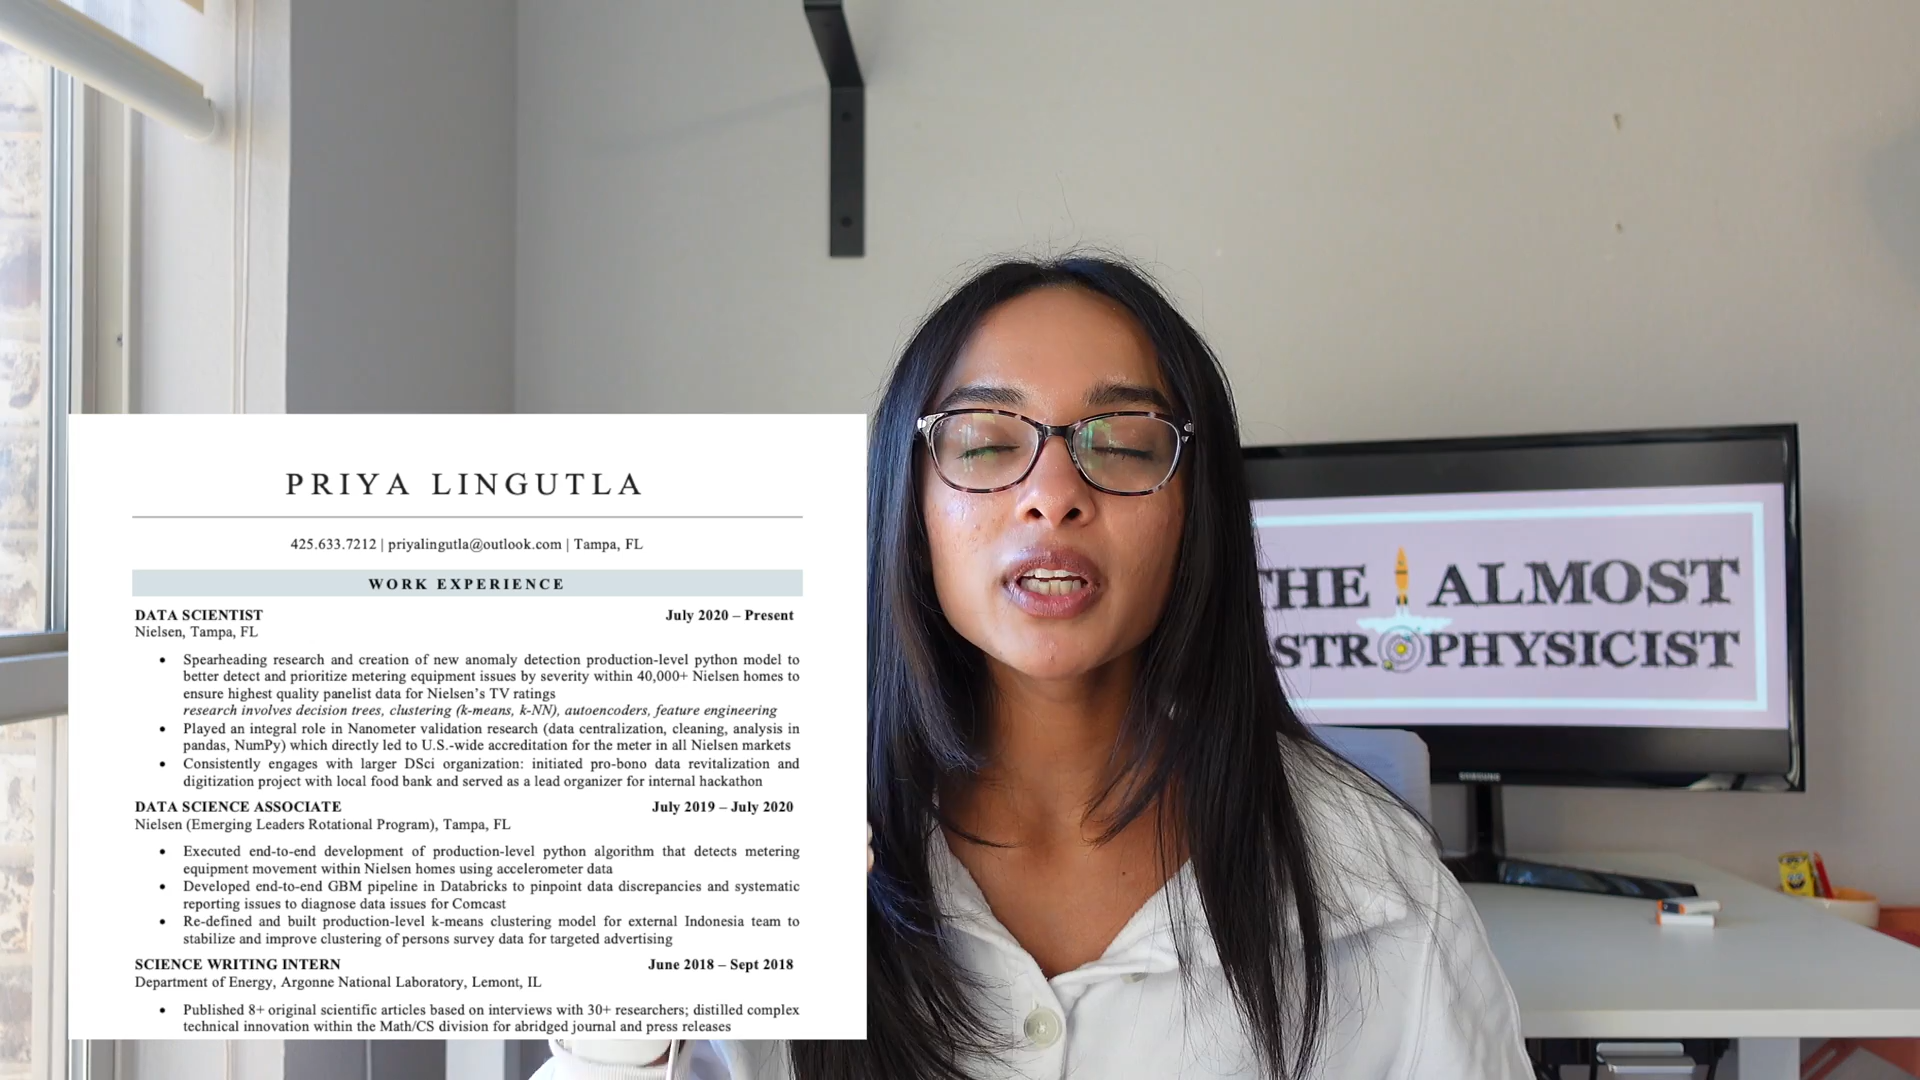 PRIYA LINGUTLA
425.633.7212 | priyalingutla@outlook.com | Tampa, FL
WORK EXPERIENCE
DATA SCIENTIST July 2020 – Present
Nielsen, Tampa, FL
• Spearheading research and creation of new anomaly detection production-level python model to
better detect and prioritize metering equipment issues by severity within 40,000+ Nielsen homes to
ensure highest quality panelist data for Nielsen's TV ratings
research involves decision trees, clustering (k-means, k-NN), autoencoders, feature engineering
• Played an integral role in Nanometer validation research (data centralization, cleaning, analysis in
pandas, NumPy) which directly led to U.S.-wide accreditation for the meter in all Nielsen markets
• Consistently engages with larger DSci organization: initiated pro-bono data revitalization and
digitization project with local food bank and served as a lead organizer for internal hackathon
DATA SCIENCE ASSOCIATE July 2019 – July 2020
Nielsen (Emerging Leaders Rotational Program), Tampa, FL
• Executed end-to-end development of production-level python algorithm that detects metering
equipment movement within Nielsen homes using accelerometer data
• Developed end-to-end GBM pipeline in Databricks to pinpoint data discrepancies and systematic
reporting issues to diagnose data issues for Comcast
• Re-defined and built production-level k-means clustering model for external Indonesia team to
stabilize and improve clustering of persons survey data for targeted advertising
SCIENCE WRITING INTERN June 2018 – Sept 2018
Department of Energy, Argonne National Laboratory, Lemont, IL
• Published 8+ original scientific articles based on interviews with 30+ researchers; distilled complex
technical innovation within the Math/CS division for abridged journal and press releases
THE ALMOST
STROPHYSICIST
SAMSUNG